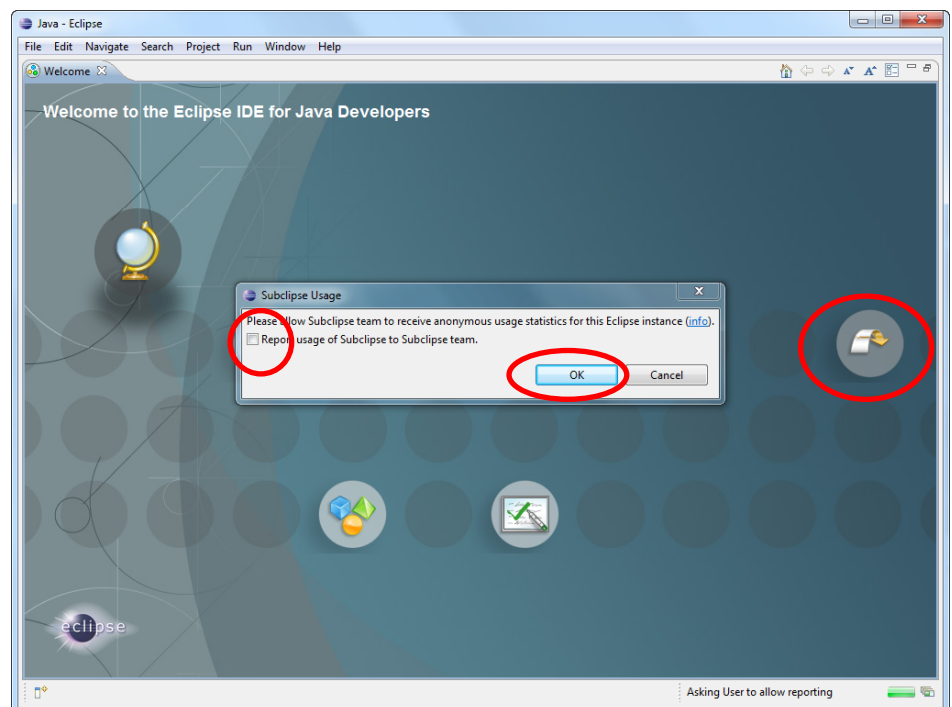 Java - Eclipse
File Edit Navigate Search Project Run Window Help
Welcome
Welcome to the Eclipse IDE for Java Developers
Subclipse Usage
Please allow Subclipse team to receive anonymous usage statistics for this Eclipse instance (info).
Report usage of Subclipse to Subclipse team.
OK Cancel
eclipse
Asking User to allow reporting